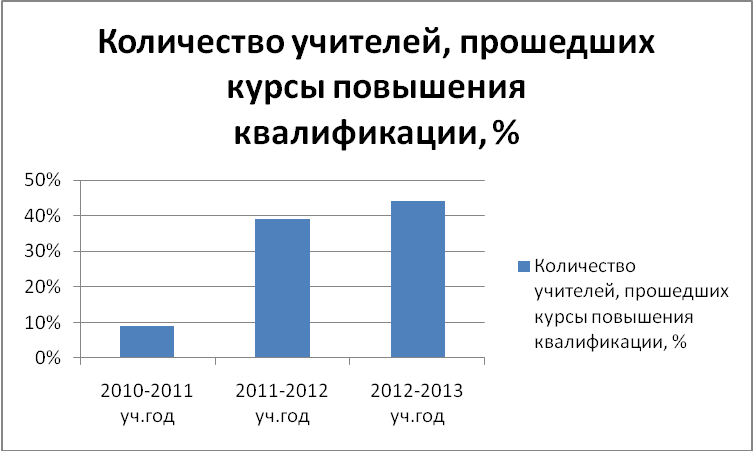 Количество учителей, прошедших
курсы повышения
квалификации, %
50%
40%
30%
20%
10%
0%
2010-2011
уч.год
2011-2012
уч.год
2012-2013
уч.год
Количество
учителей, прошедших
курсы повышения
квалификации, %